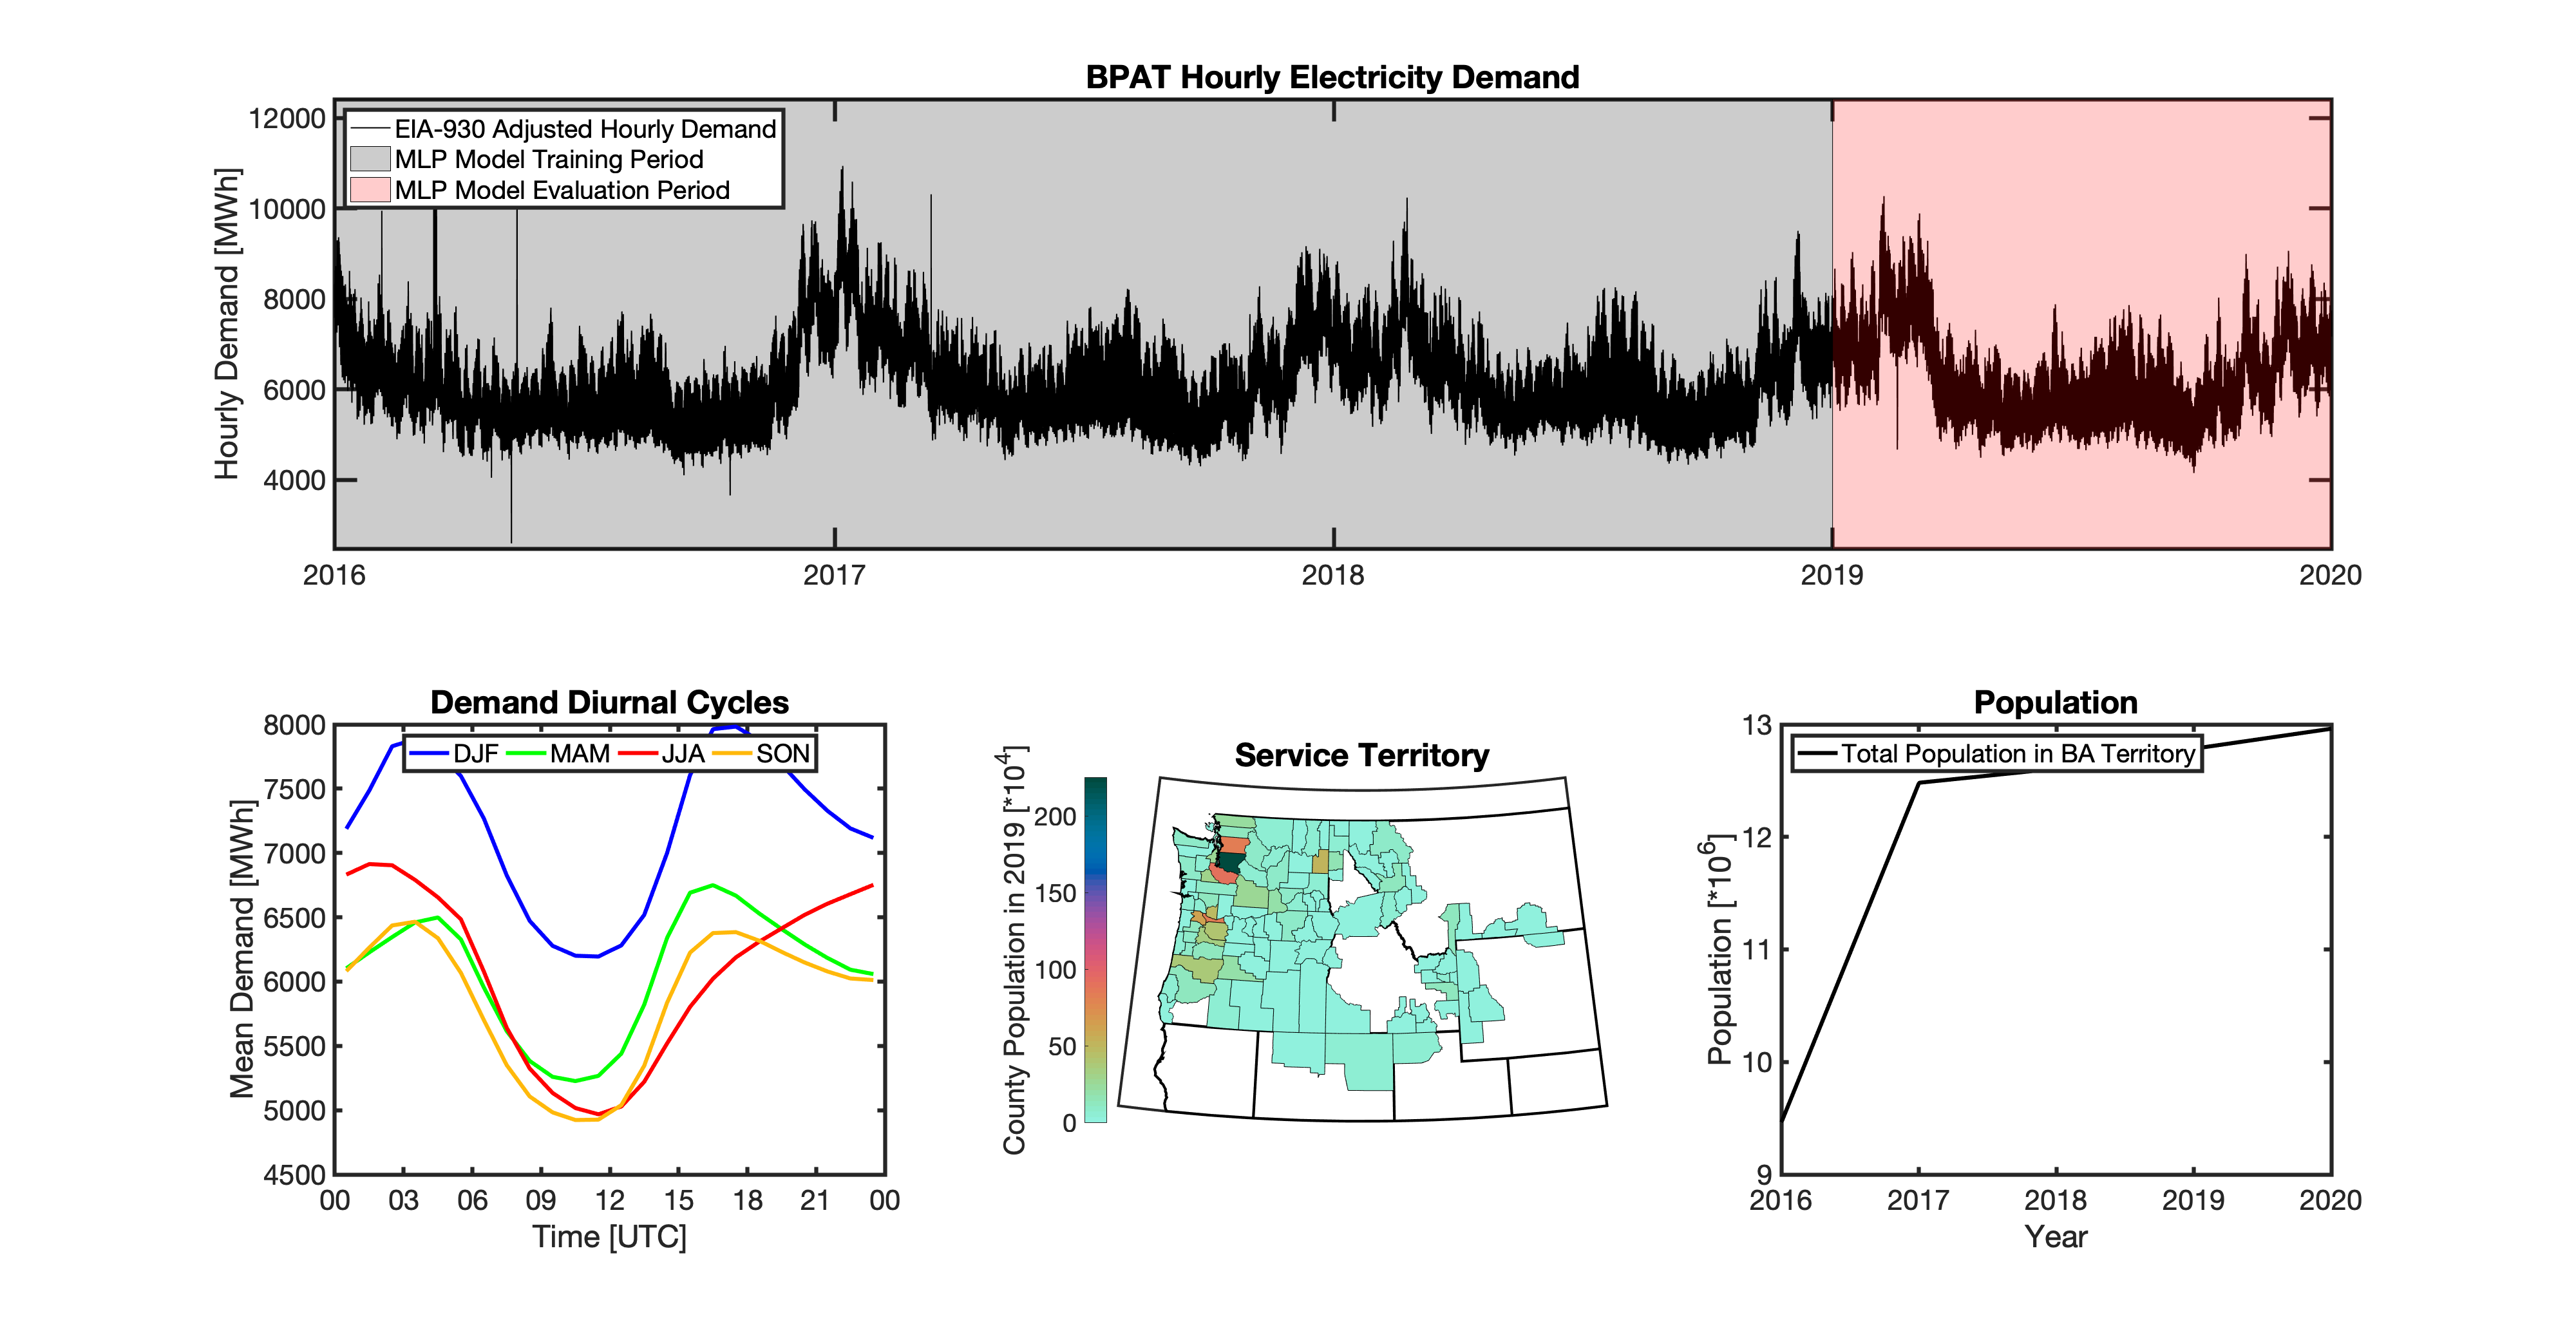 BPAT Hourly Electricity Demand
Hourly Demand [MWh]
12000
10000
8000
6000
4000
EIA-930 Adjusted Hourly Demand
MLP Model Training Period
MLP Model Evaluation Period
2016 2017 2018 2019 2020
Demand Diurnal Cycles
Mean Demand [MWh]
8000
7500
7000
6500
6000
5500
5000
4500
DJF MAM JJA SON
00 03 06 09 12 15 18 21 00
Time [UTC]
Service Territory
County Population in 2019 [*10^4]
200
150
100
50
0
Population
Population [*10^6]
13
12
11
10
9
Total Population in BA Territory
2016 2017 2018 2019 2020
Year